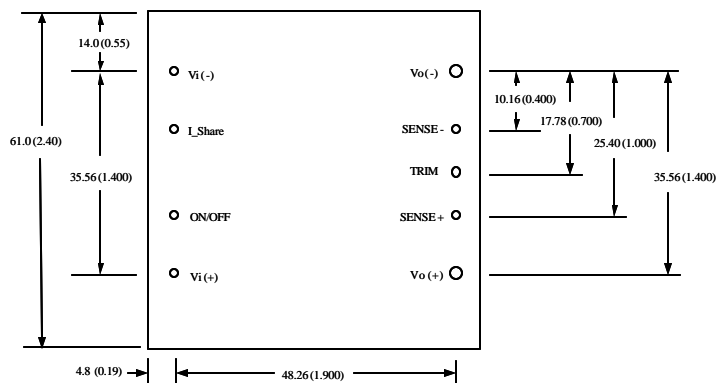 14.0 (0.55)
Vi (-)
Vo (-)
10.16 (0.400)
17.78 (0.700)
I_Share
SENSE -
61.0 (2.40)
25.40 (1.000)
TRIM
35.56 (1.400)
35.56 (1.400)
ON/OFF
SENSE +
Vi (+)
Vo (+)
4.8 (0.19)
48.26 (1.900)